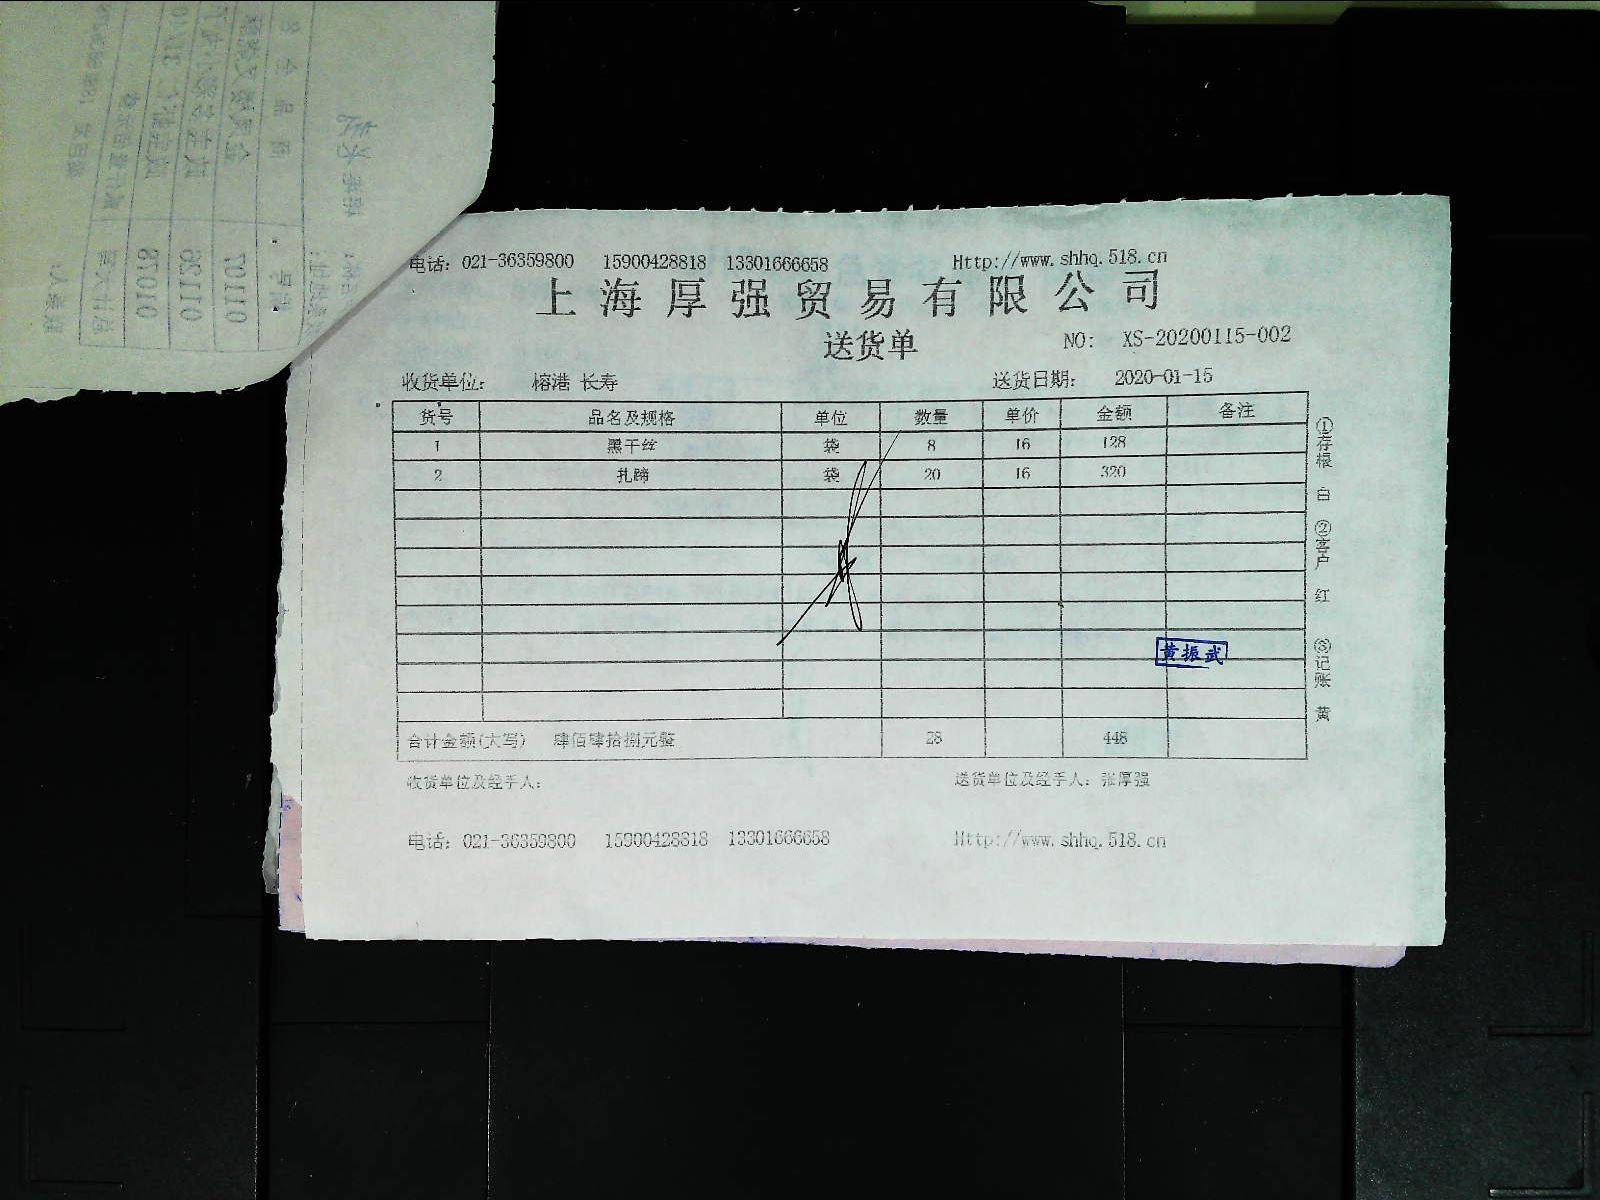 电话：021-36359800 15900428818 13301666658 Http://www.shhq.518.cn
上海厚强贸易有限公司
送货单 NO： XS-20200115-002
收货单位： 榕港 长寿 送货日期： 2020-01-15
货号 品名及规格 单位 数量 单价 金额 备注
1 黑干丝 袋 8 16 128
2 扎蹄 袋 20 16 320
黄振武
合计金额(大写) 肆佰肆拾捌元整 28 448
收货单位及经手人： 送货单位及经手人：张厚强
电话：021-36359800 15900428818 13301666658 Http://www.shhq.518.cn
①存根 白 ②客户 红 ③记账 黄
01110
01126
01078